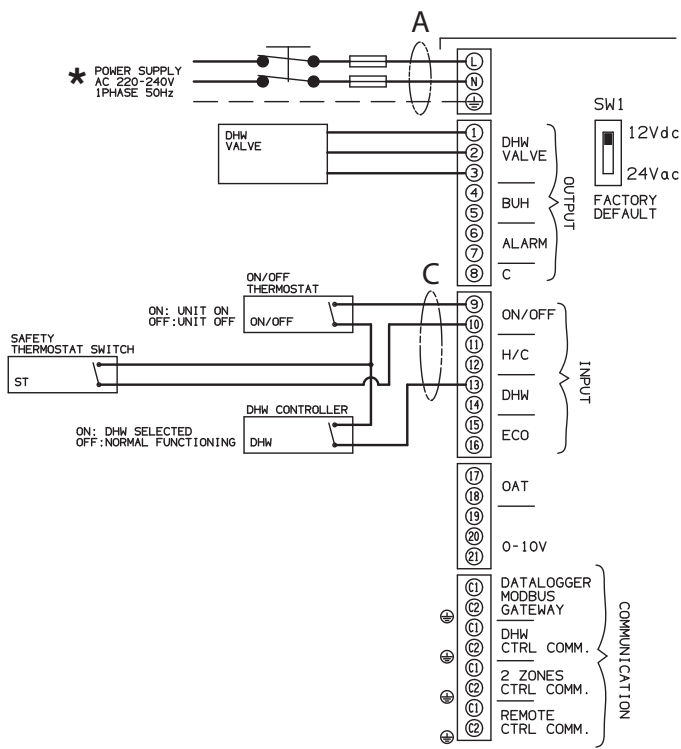 A
* POWER SUPPLY
AC 220-240V
1PHASE 50Hz
L
N
SW1
12Vdc
24Vac
FACTORY
DEFAULT
DHW
VALVE
1
2
3
4
5
6
7
8
DHW
VALVE
BUH
ALARM
C
OUTPUT
C
ON/OFF
THERMOSTAT
ON: UNIT ON
OFF:UNIT OFF
ON/OFF
SAFETY
THERMOSTAT SWITCH
ST
DHW CONTROLLER
ON: DHW SELECTED
OFF:NORMAL FUNCTIONING
DHW
9
10
11
12
13
14
15
16
ON/OFF
H/C
DHW
ECO
INPUT
17
18
19
20
21
OAT
0-10V
C1
C2
C1
C2
C1
C2
C1
C2
DATALOGGER
MODBUS
GATEWAY
DHW
CTRL COMM.
2 ZONES
CTRL COMM.
REMOTE
CTRL COMM.
COMMUNICATION